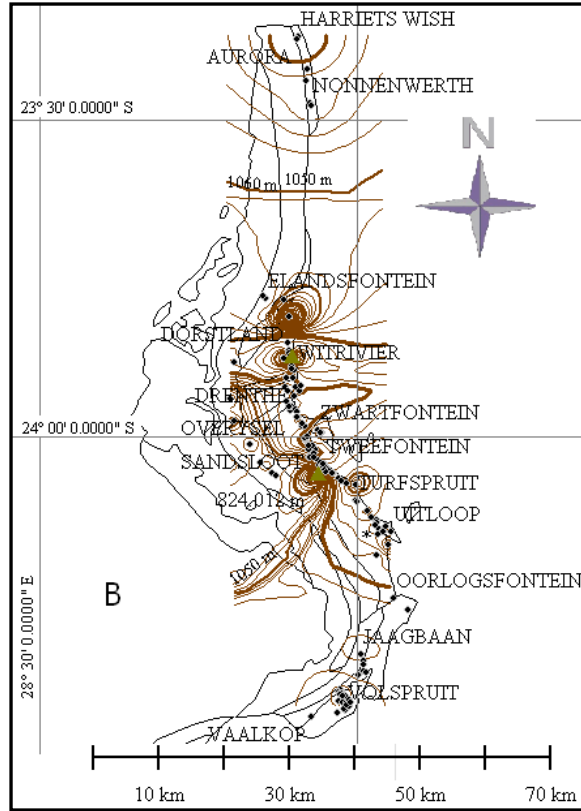 HARRIETS WISH
AURORA
NONNENWERTH
23° 30' 0.0000" S
N
1060 m
1050 m
ELANDSFONTEIN
DORSTLAND
WITRIVIER
DRENTHE
ZWARTFONTEIN
OVERYSEL
24° 00' 0.0000" S
TWEEFONTEIN
SANDSLOOT
TURFSPRUIT
824.012 m
UITLOOP
1050 m
OORLOGSFONTEIN
B
28° 30' 0.0000" E
JAAGBAAN
VOLSPRUIT
VAALKOP
10 km
30 km
50 km
70 km